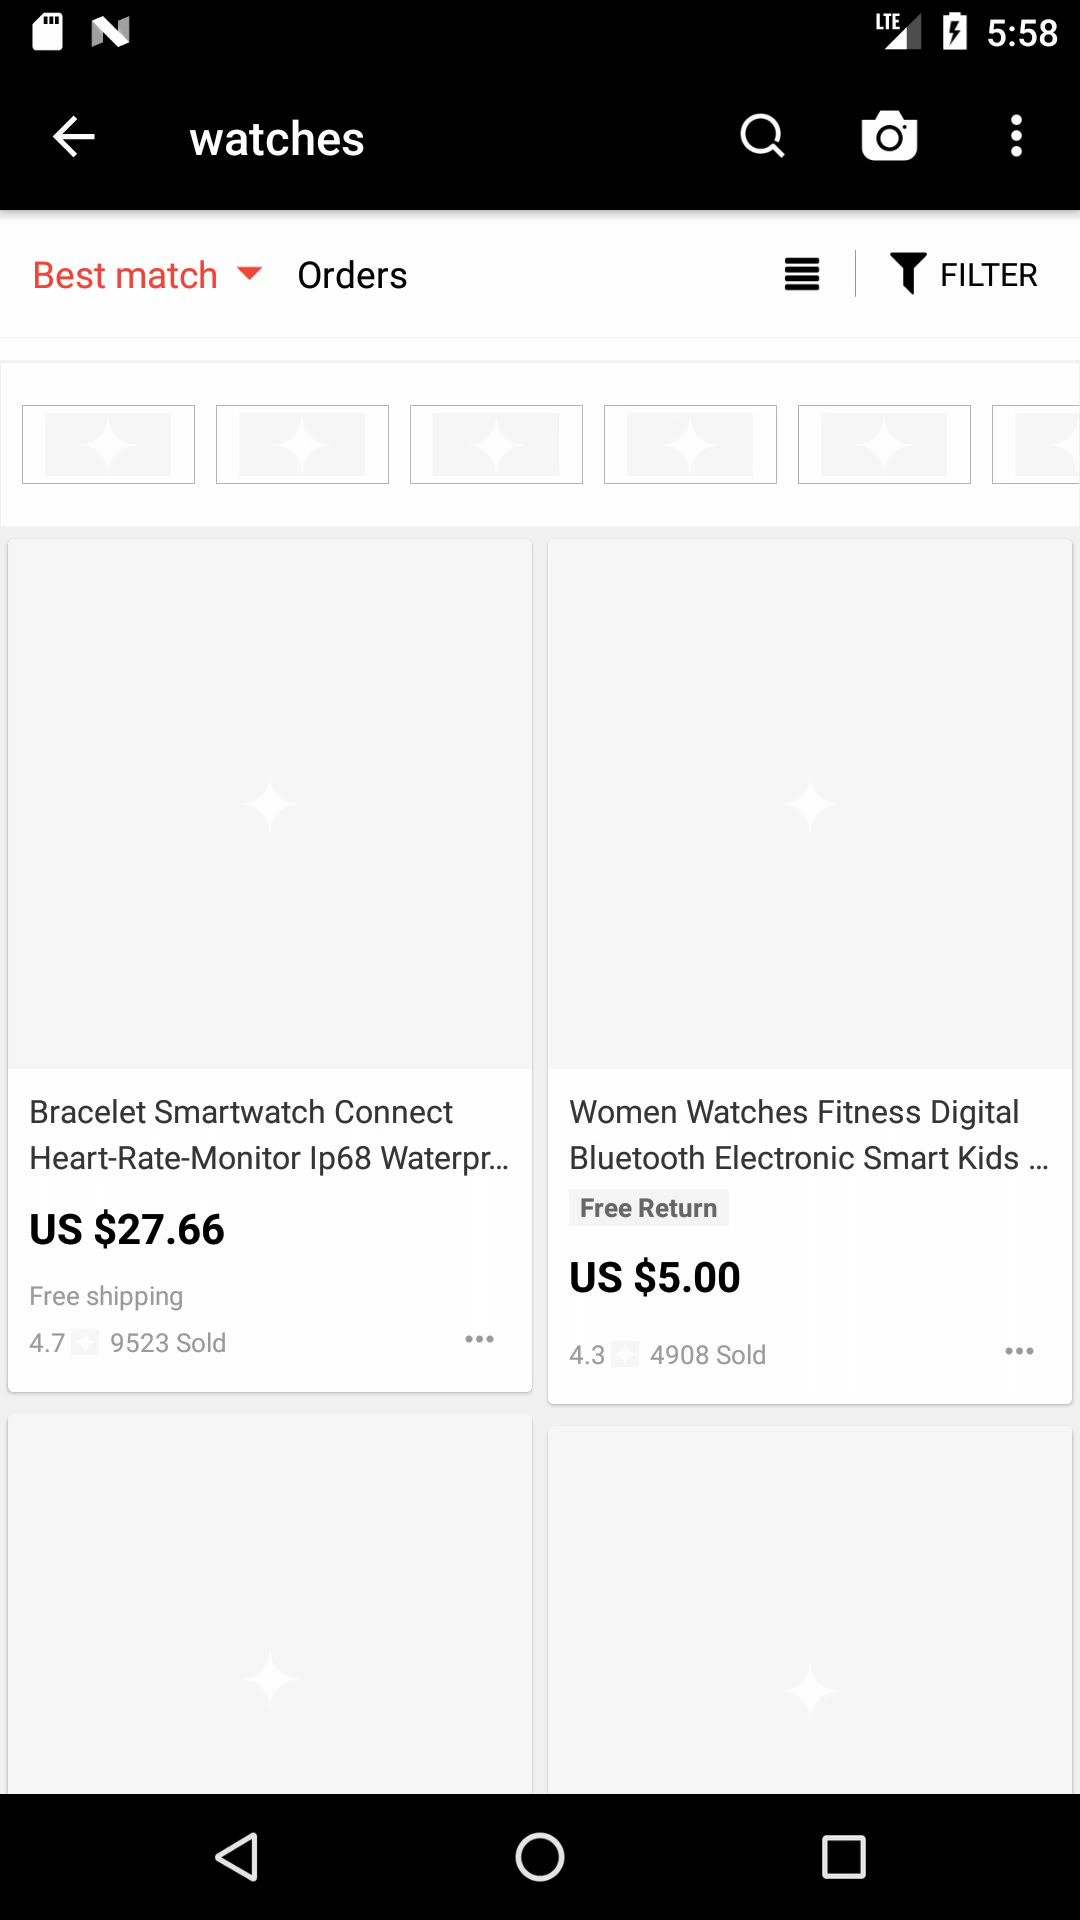 LTE 5:58
watches
Best match Orders FILTER
Bracelet Smartwatch Connect
Heart-Rate-Monitor Ip68 Waterpr...
US $27.66
Free shipping
4.7 9523 Sold
Women Watches Fitness Digital
Bluetooth Electronic Smart Kids ...
Free Return
US $5.00
4.3 4908 Sold